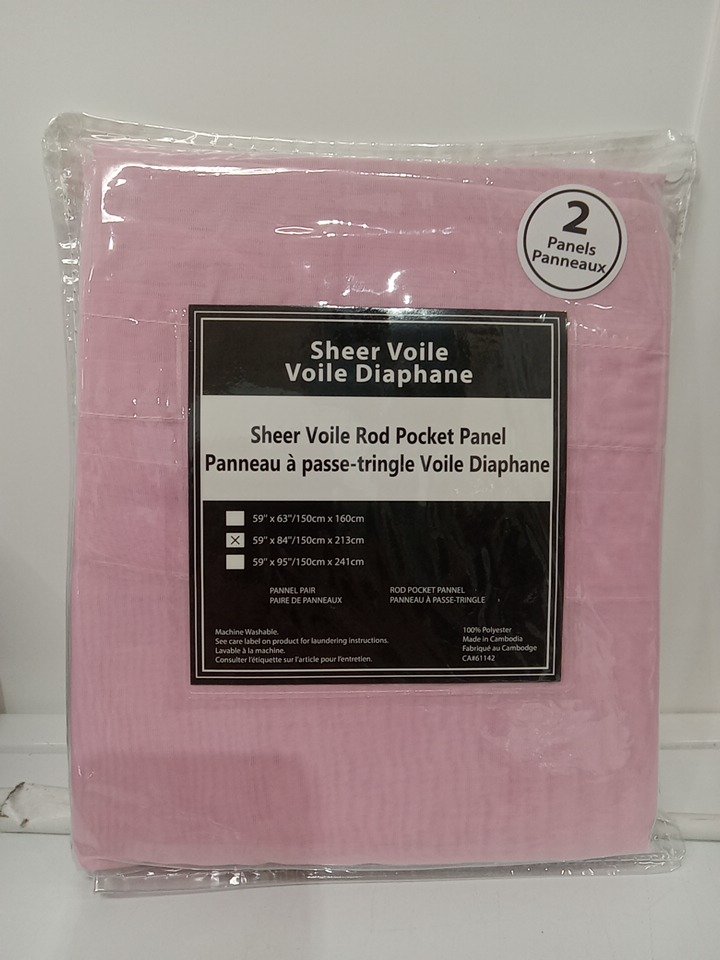 2
Panels
Panneaux
Sheer Voile
Voile Diaphane
Sheer Voile Rod Pocket Panel
Panneau à passe-tringle Voile Diaphane
59" x 63"/150cm x 160cm
59" x 84"/150cm x 213cm
59" x 95"/150cm x 241cm
PANNEL PAIR
PAIRE DE PANNEAUX
ROD POCKET PANNEL
PANNEAU À PASSE-TRINGLE
Machine Washable.
See care label on product for laundering instructions.
Lavable à la machine.
Consulter l'étiquette sur l'article pour l'entretien.
100% Polyester
Made in Cambodia
Fabriqué au Cambodge
CA#61142